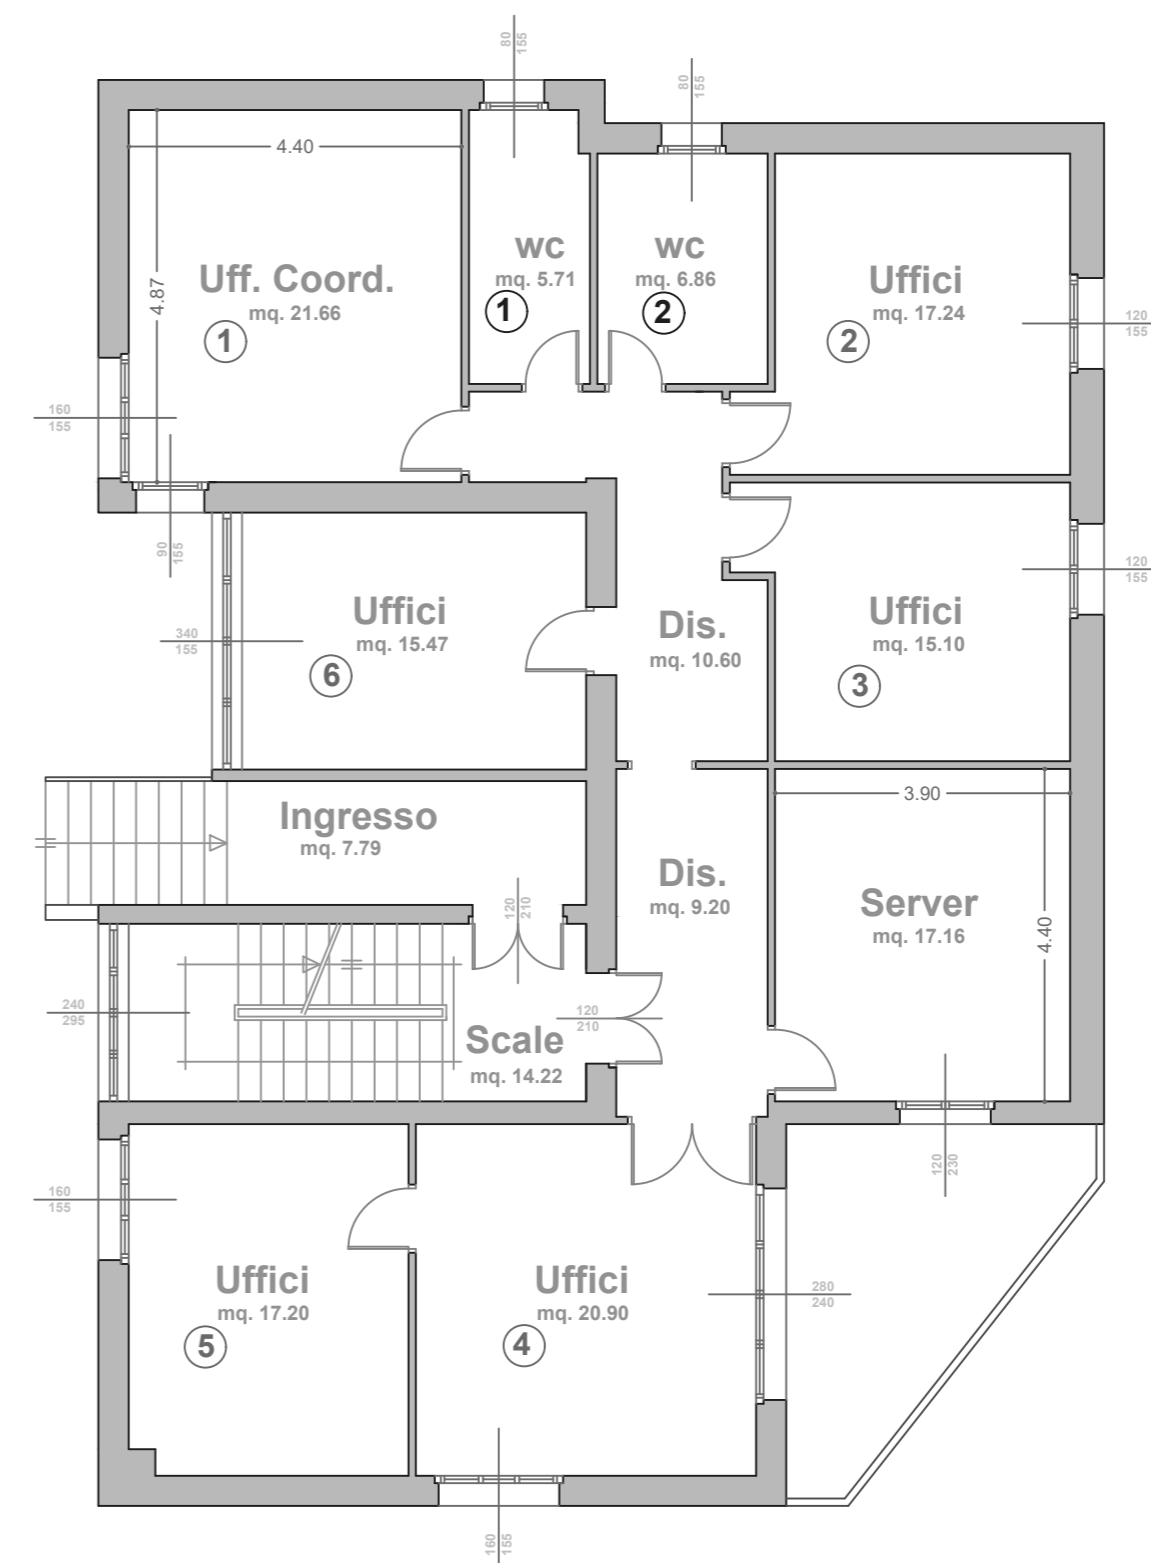 80
155
80
155
4.40
4.87
Uff. Coord.
mq. 21.66
1
wc
mq. 5.71
1
wc
mq. 6.86
2
Uffici
mq. 17.24
2
120
155
160
155
90
155
Uffici
mq. 15.47
6
340
155
Dis.
mq. 10.60
Uffici
mq. 15.10
3
120
155
Ingresso
mq. 7.79
120
210
Dis.
mq. 9.20
3.90
4.40
Server
mq. 17.16
240
295
Scale
mq. 14.22
120
210
120
230
160
155
Uffici
mq. 17.20
5
Uffici
mq. 20.90
4
280
240
160
155